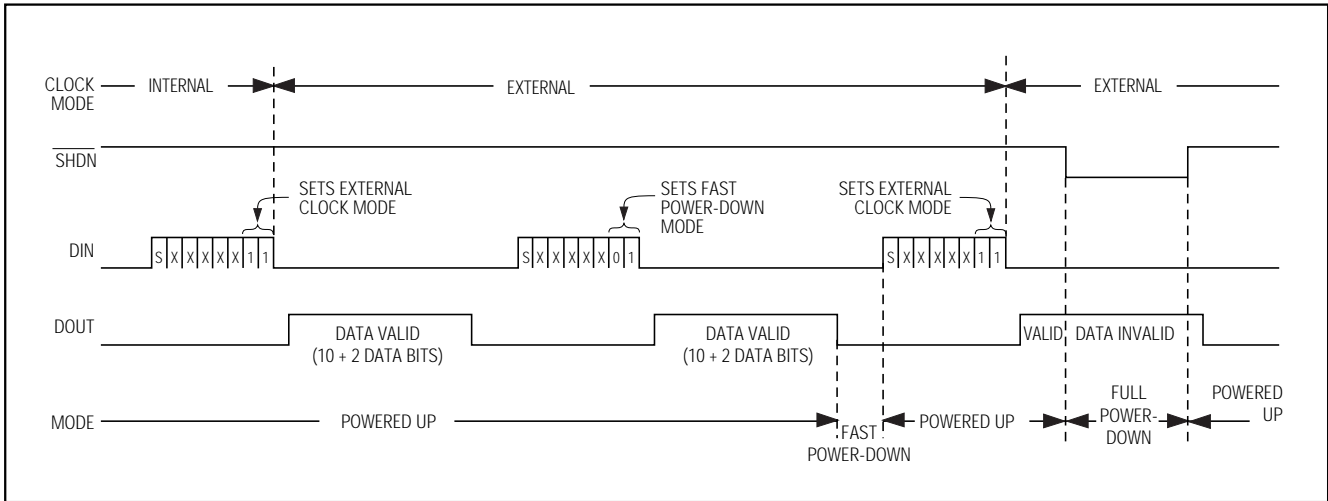 CLOCK
MODE
INTERNAL
EXTERNAL
EXTERNAL
SHDN
SETS EXTERNAL
CLOCK MODE
SETS FAST
POWER-DOWN
MODE
SETS EXTERNAL
CLOCK MODE
DIN
S X X X X X 1 1
S X X X X X 0 1
S X X X X X 1 1
DOUT
DATA VALID
(10 + 2 DATA BITS)
DATA VALID
(10 + 2 DATA BITS)
VALID
DATA INVALID
MODE
POWERED UP
FAST
POWER-DOWN
POWERED UP
FULL
POWER-
DOWN
POWERED
UP